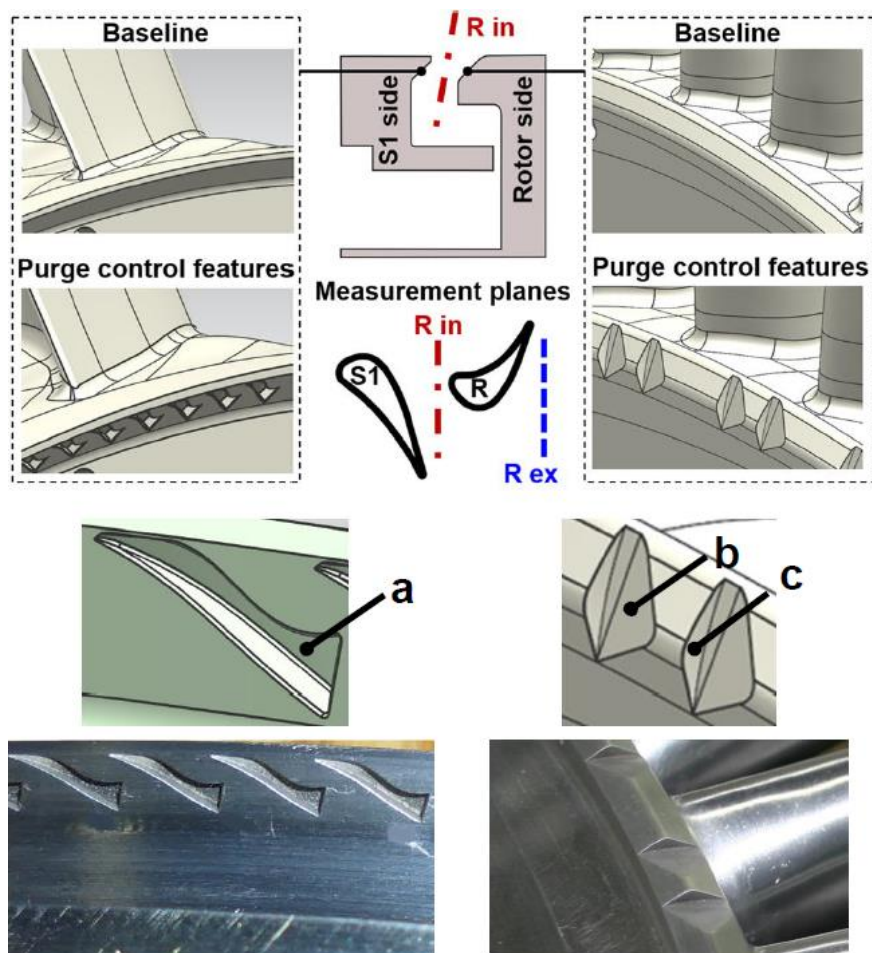 Baseline
R in
Baseline
S1 side
Rotor side
Purge control features
Purge control features
Measurement planes
R in
S1
R
R ex
a
b
c